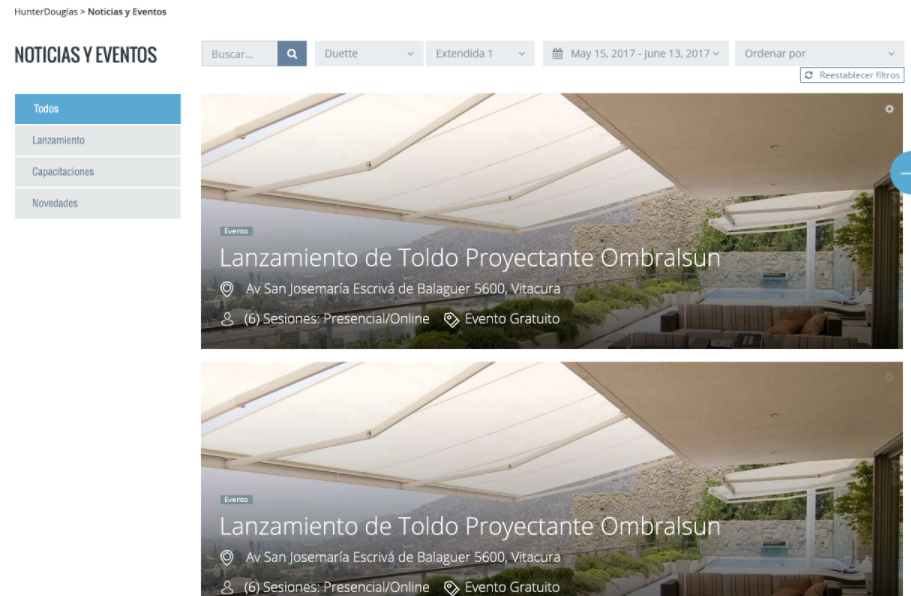 HunterDouglas > Noticias y Eventos
NOTICIAS Y EVENTOS
Buscar...
Duette
Extendida 1
May 15, 2017 - June 13, 2017
Ordenar por
Reestablecer filtros
Todos
Lanzamiento
Capacitaciones
Novedades
Evento
Lanzamiento de Toldo Proyectante Ombralsun
Av San Josemaría Escrivá de Balaguer 5600, Vitacura
(6) Sesiones: Presencial/Online Evento Gratuito
Evento
Lanzamiento de Toldo Proyectante Ombralsun
Av San Josemaría Escrivá de Balaguer 5600, Vitacura
(6) Sesiones: Presencial/Online Evento Gratuito